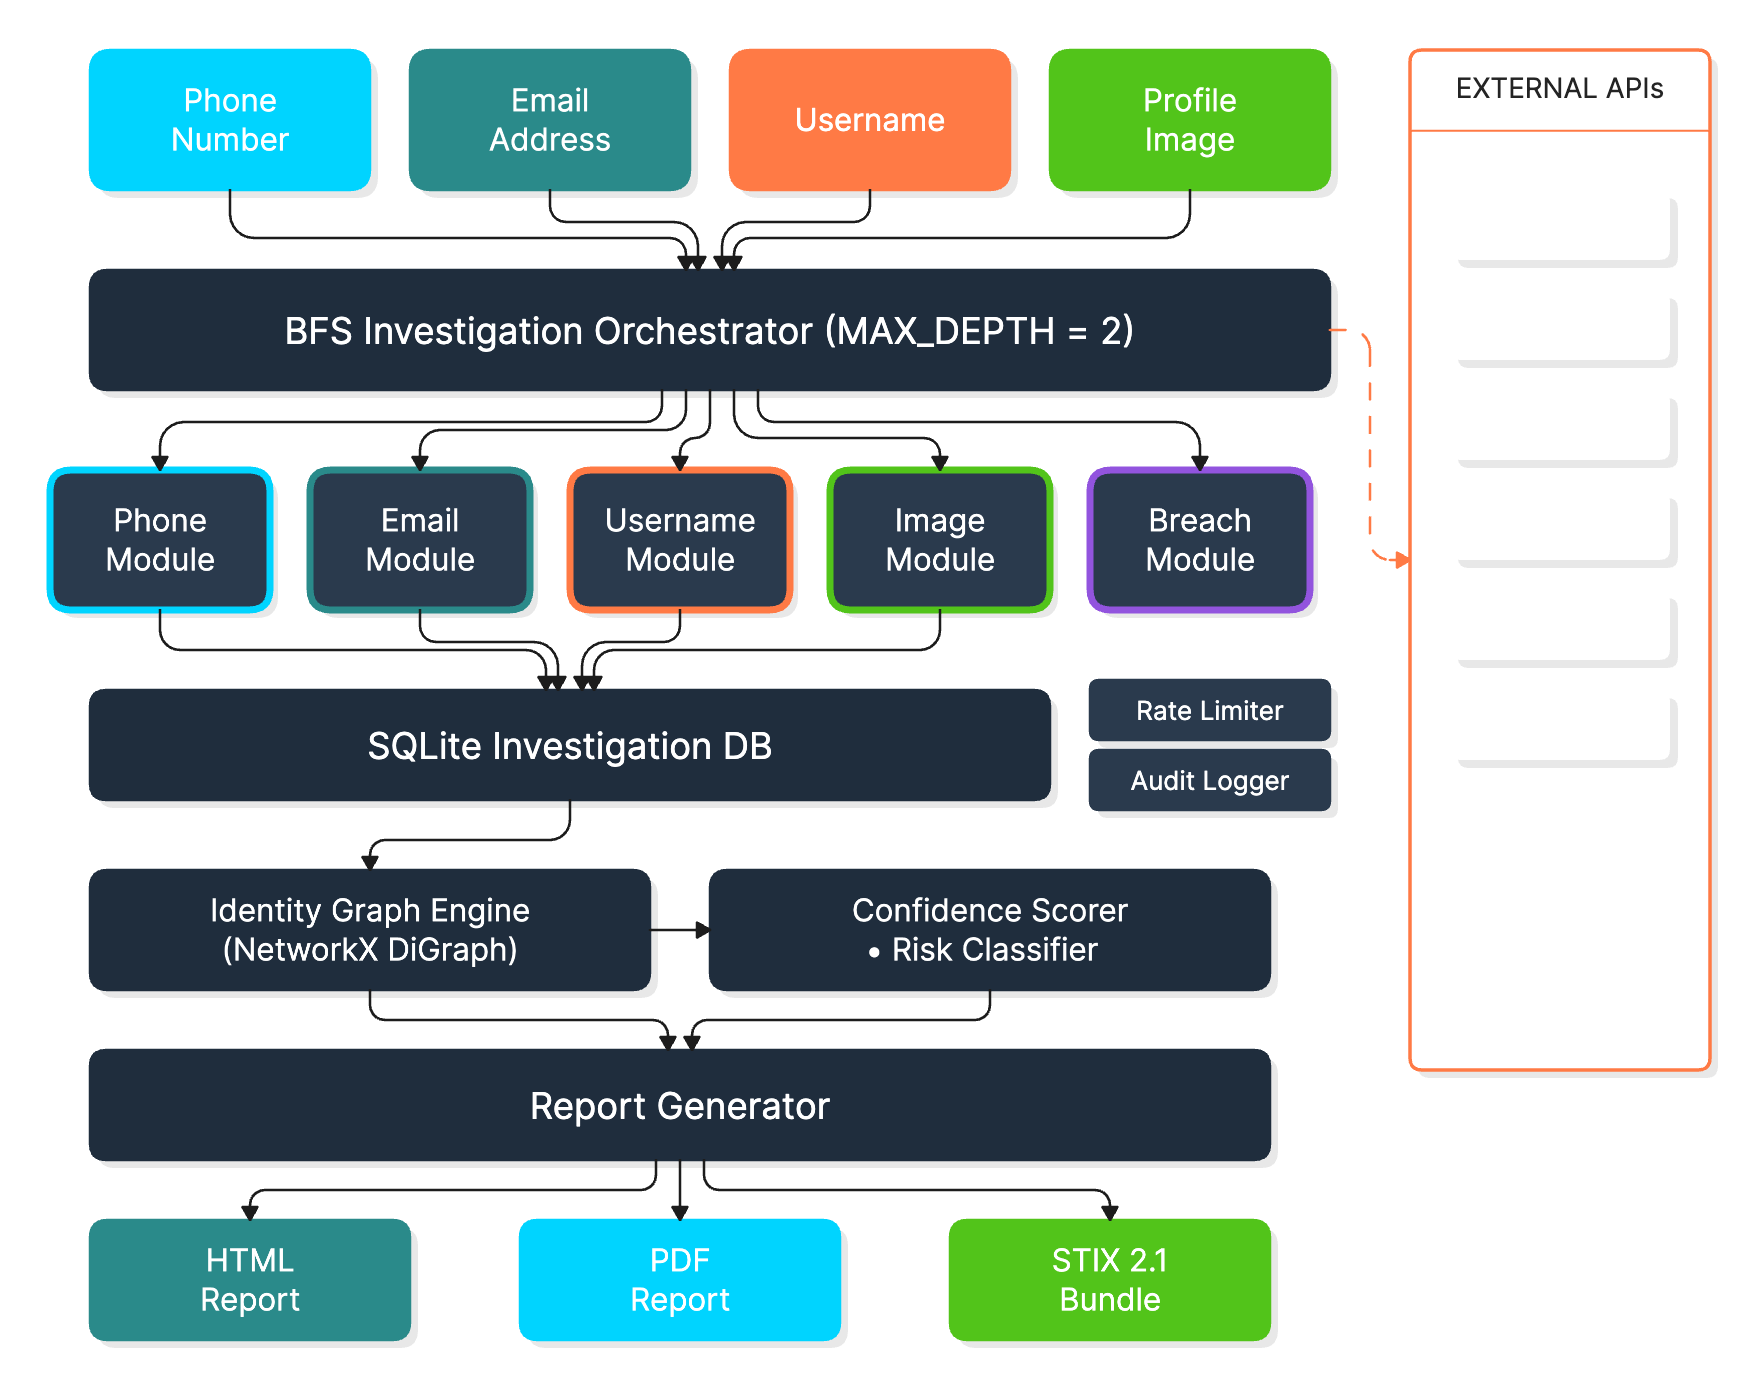 Phone
Number
Email
Address
Username
Profile
Image
EXTERNAL APIs
BFS Investigation Orchestrator (MAX_DEPTH = 2)
Phone
Module
Email
Module
Username
Module
Image
Module
Breach
Module
SQLite Investigation DB
Rate Limiter
Audit Logger
Identity Graph Engine
(NetworkX DiGraph)
Confidence Scorer
• Risk Classifier
Report Generator
HTML
Report
PDF
Report
STIX 2.1
Bundle